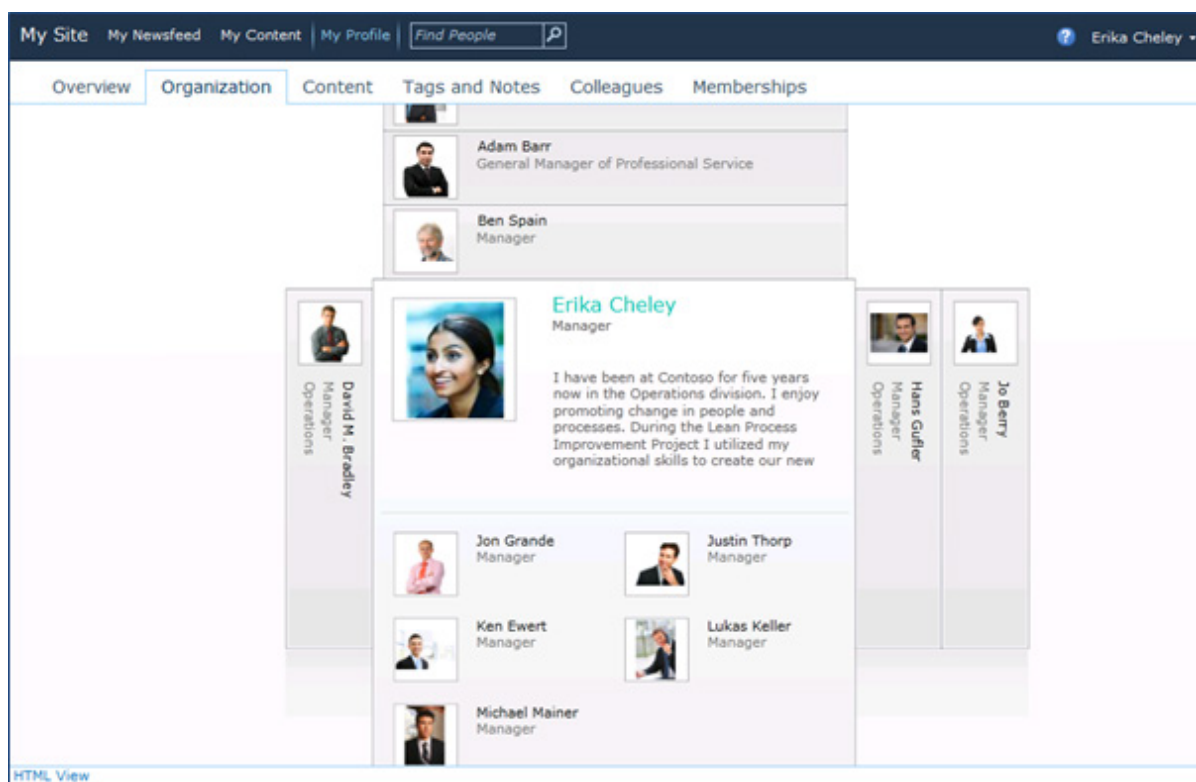 My Site My Newsfeed My Content My Profile Find People ? Erika Cheley
Overview Organization Content Tags and Notes Colleagues Memberships
Adam Barr
General Manager of Professional Service
Ben Spain
Manager
David M. Bradley
Manager
Operations
Erika Cheley
Manager
I have been at Contoso for five years
now in the Operations division. I enjoy
promoting change in people and
processes. During the Lean Process
Improvement Project I utilized my
organizational skills to create our new
Hans Gufler
Manager
Operations
Jo Berry
Manager
Operations
Jon Grande
Manager
Justin Thorp
Manager
Ken Ewert
Manager
Lukas Keller
Manager
Michael Mainer
Manager
HTML View